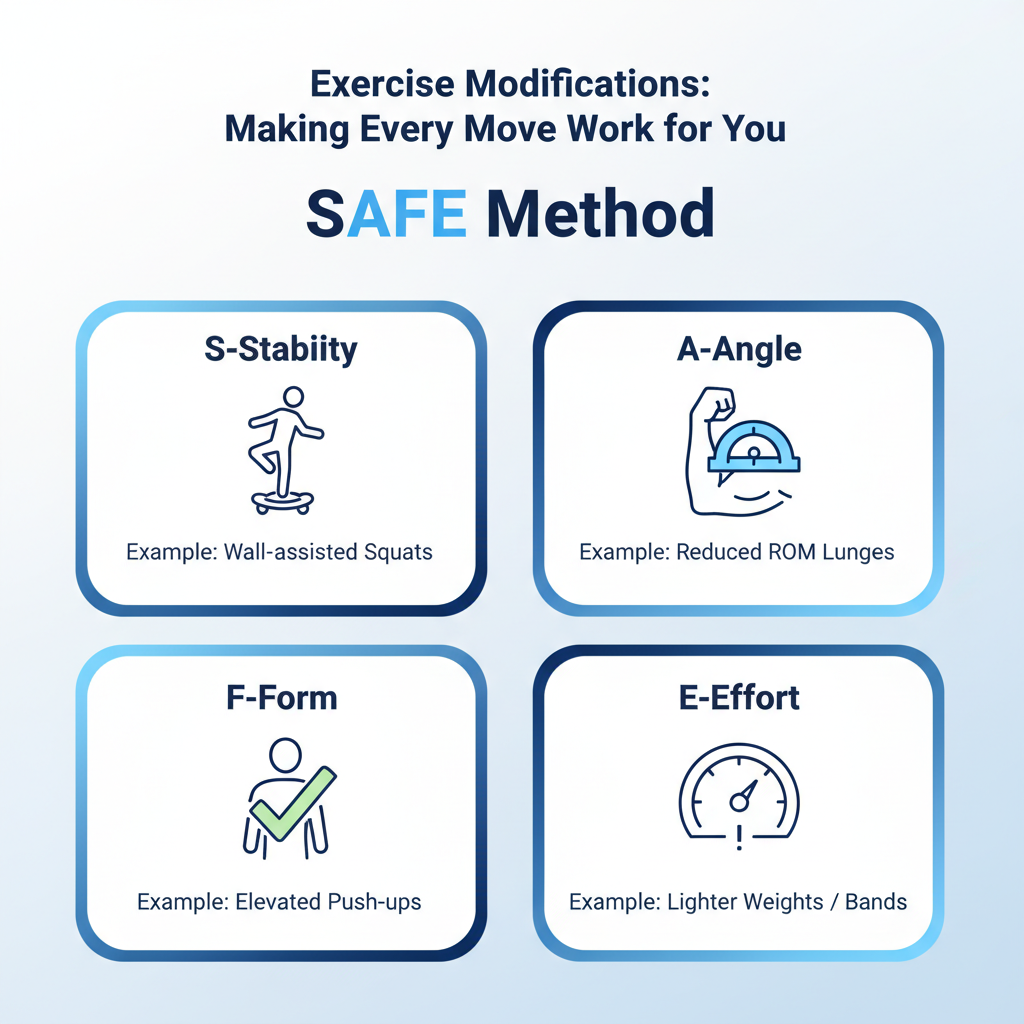 Exercise Modifications:
Making Every Move Work for You
SAFE Method
S-Stabiity
A-Angle
Example: Wall-assisted Squats
Example: Reduced ROM Lunges
F-Form
E-Effort
Example: Elevated Push-ups
Example: Lighter Weights / Bands